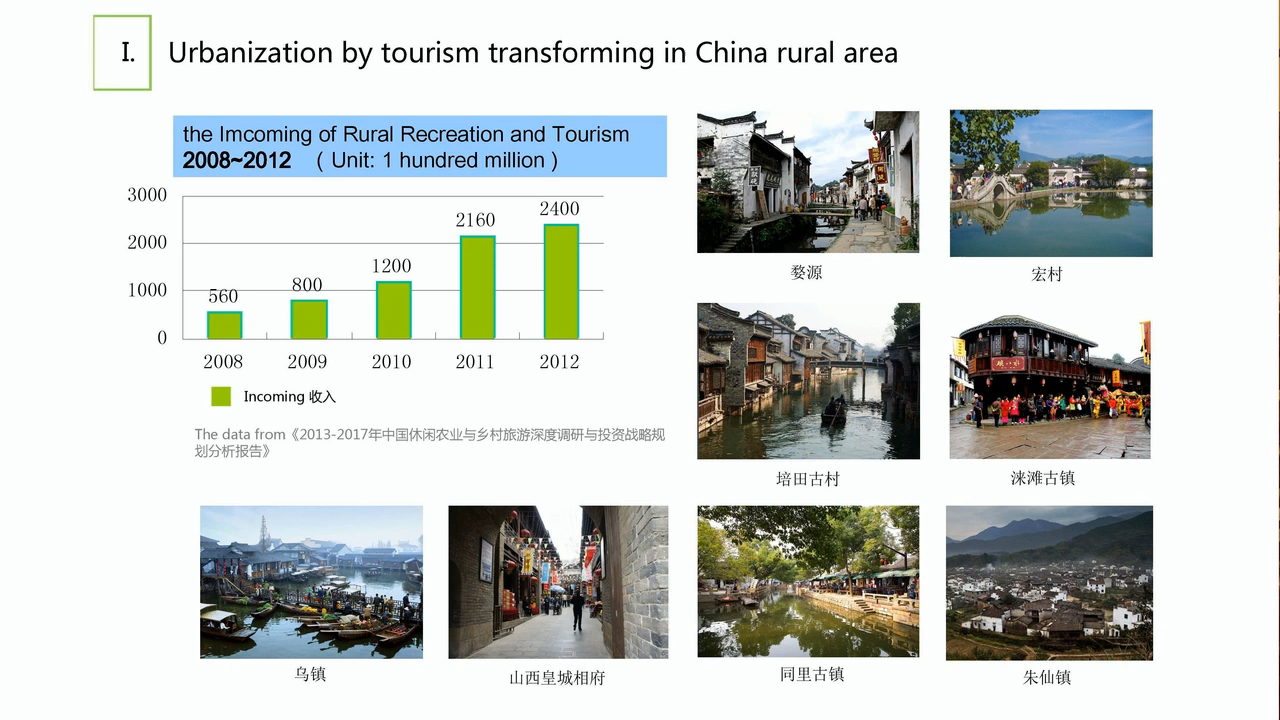 I.
Urbanization by tourism transforming in China rural area
the Imcoming of Rural Recreation and Tourism
2008~2012 ( Unit: 1 hundred million )
3000
2000
1000
0
560
800
1200
2160
2400
2008
2009
2010
2011
2012
Incoming 收入
The data from《2013-2017年中国休闲农业与乡村旅游深度调研与投资战略规
划分析报告》
婺源
宏村
培田古村
涞滩古镇
乌镇
山西皇城相府
同里古镇
朱仙镇